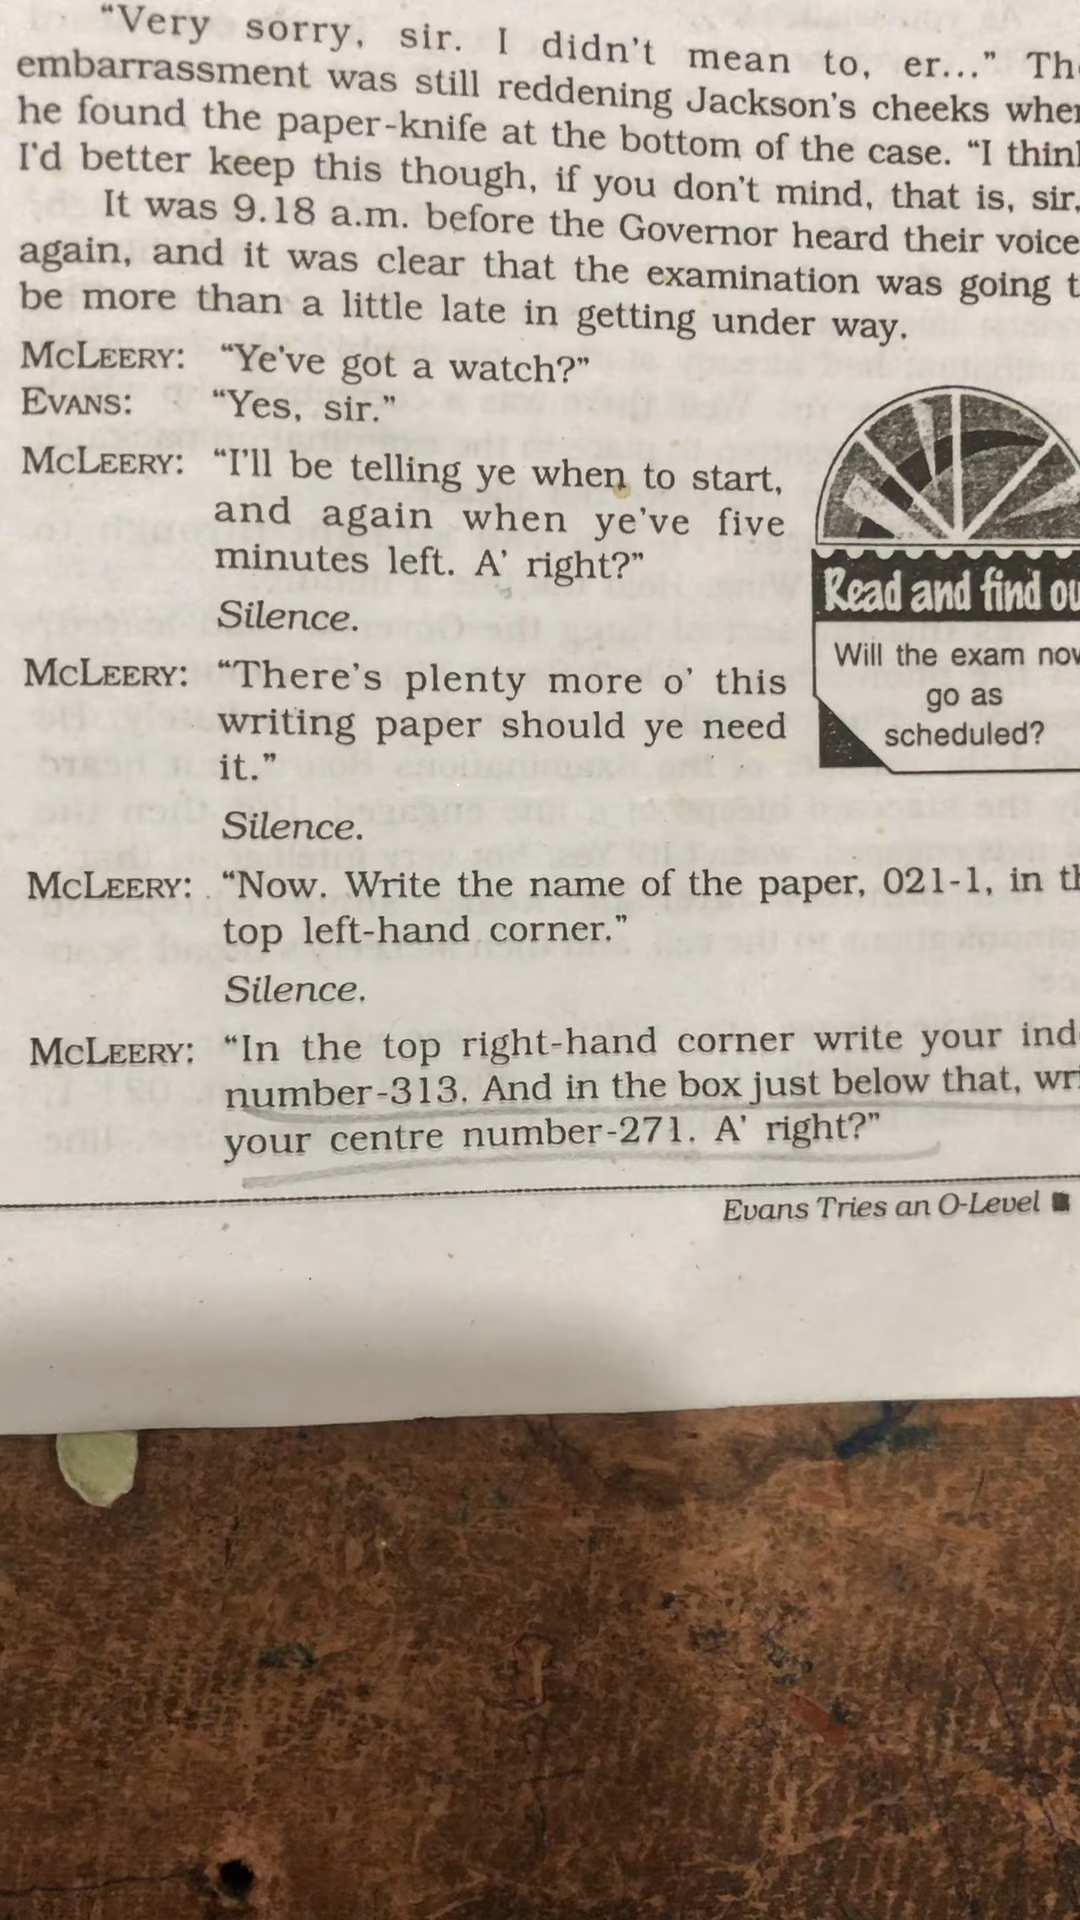 “Very sorry, sir. I didn't mean to, er...” Th
embarrassment was still reddening Jackson's cheeks whe
he found the paper-knife at the bottom of the case. “I thin
I'd better keep this though, if you don't mind, that is, sir.
It was 9.18 a.m. before the Governor heard their voice
again, and it was clear that the examination was going t
be more than a little late in getting under way.
McLEERY: “Ye've got a watch?”
EVANS: “Yes, sir.”
McLEERY: “I'll be telling ye when to start,
and again when ye've five
minutes left. A' right?”
Silence.
McLEERY: “There's plenty more o' this
writing paper should ye need
it.”
Silence.
Read and find ou
Will the exam now
go as
scheduled?
McLEERY: “Now. Write the name of the paper, 021-1, in th
top left-hand corner.”
Silence.
McLEERY: “In the top right-hand corner write your ind
number-313. And in the box just below that, wri
your centre number-271. A' right?”
Evans Tries an O-Level